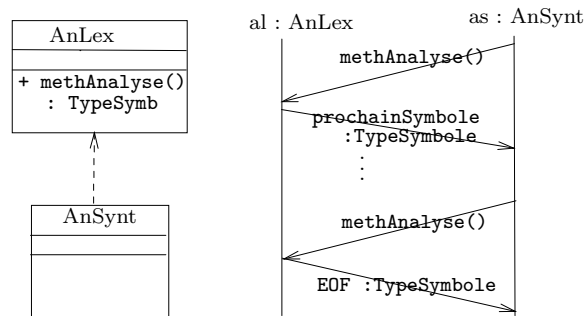 AnLex
+ methAnalyse()
: TypeSymb
AnSynt
al : AnLex
as : AnSynt
methAnalyse()
prochainSymbole
:TypeSymbole
methAnalyse()
EOF :TypeSymbole